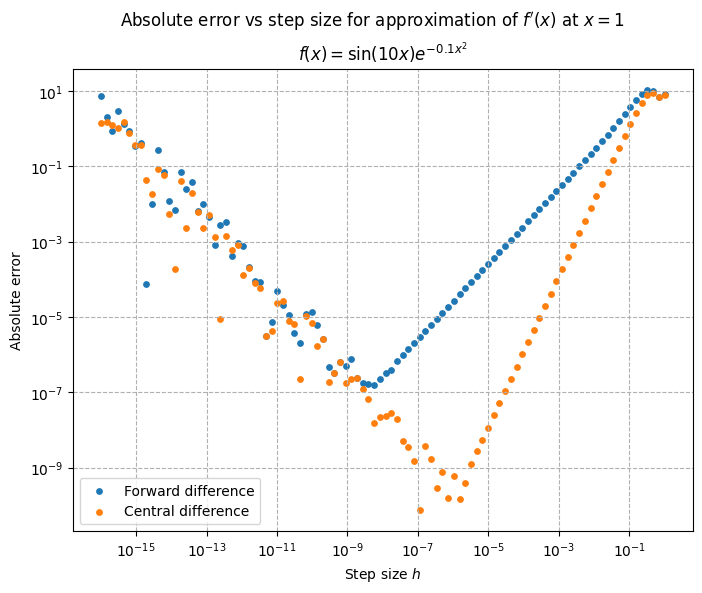 Absolute error vs step size for approximation of f′(x) at x = 1
f(x) = sin(10x)e^{−0.1x²}
10¹
10⁻¹
10⁻³
10⁻⁵
10⁻⁷
10⁻⁹
Absolute error
Forward difference
Central difference
10⁻¹⁵ 10⁻¹³ 10⁻¹¹ 10⁻⁹ 10⁻⁷ 10⁻⁵ 10⁻³ 10⁻¹
Step size h